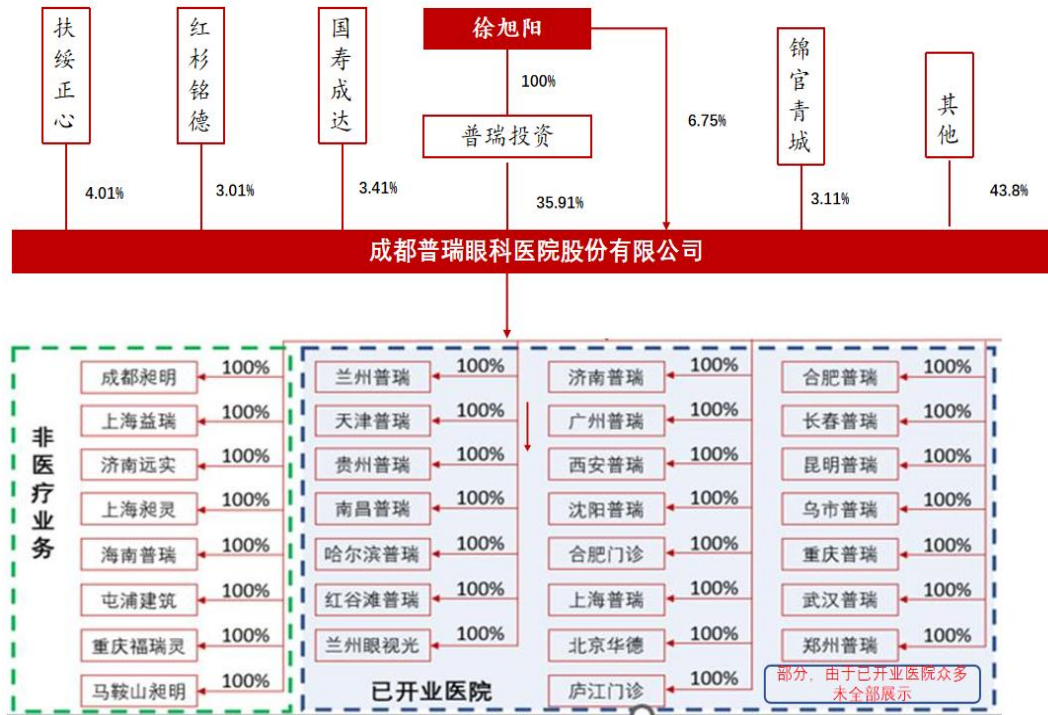 扶绥正心
红杉铭德
国寿成达
徐旭阳
锦官青城
其他
100%
普瑞投资
6.75%
4.01%
3.01%
3.41%
35.91%
3.11%
43.8%
成都普瑞眼科医院股份有限公司
非医疗业务
成都昶明
100%
上海益瑞
100%
济南远实
100%
上海昶灵
100%
海南普瑞
100%
屯浦建筑
100%
重庆福瑞灵
100%
马鞍山昶明
100%
兰州普瑞
100%
天津普瑞
100%
贵州普瑞
100%
南昌普瑞
100%
哈尔滨普瑞
100%
红谷滩普瑞
100%
兰州眼视光
100%
已开业医院
济南普瑞
100%
广州普瑞
100%
西安普瑞
100%
沈阳普瑞
100%
合肥门诊
100%
上海普瑞
100%
北京华德
100%
庐江门诊
100%
合肥普瑞
100%
长春普瑞
100%
昆明普瑞
100%
乌市普瑞
100%
重庆普瑞
100%
武汉普瑞
100%
郑州普瑞
100%
部分，由于已开业医院众多
未全部展示